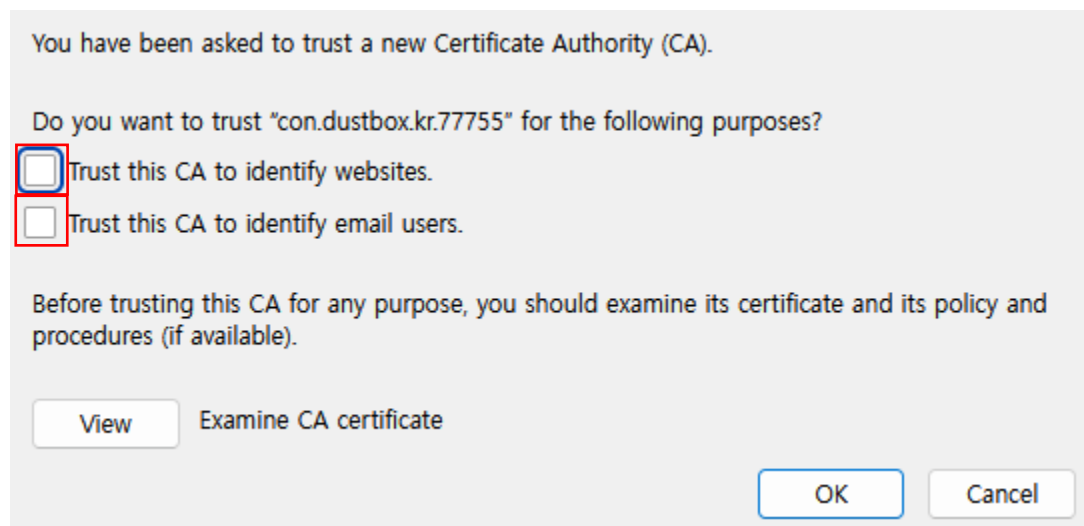 You have been asked to trust a new Certificate Authority (CA).
Do you want to trust “con.dustbox.kr.77755” for the following purposes?
Trust this CA to identify websites.
Trust this CA to identify email users.
Before trusting this CA for any purpose, you should examine its certificate and its policy and
procedures (if available).
View
Examine CA certificate
OK
Cancel